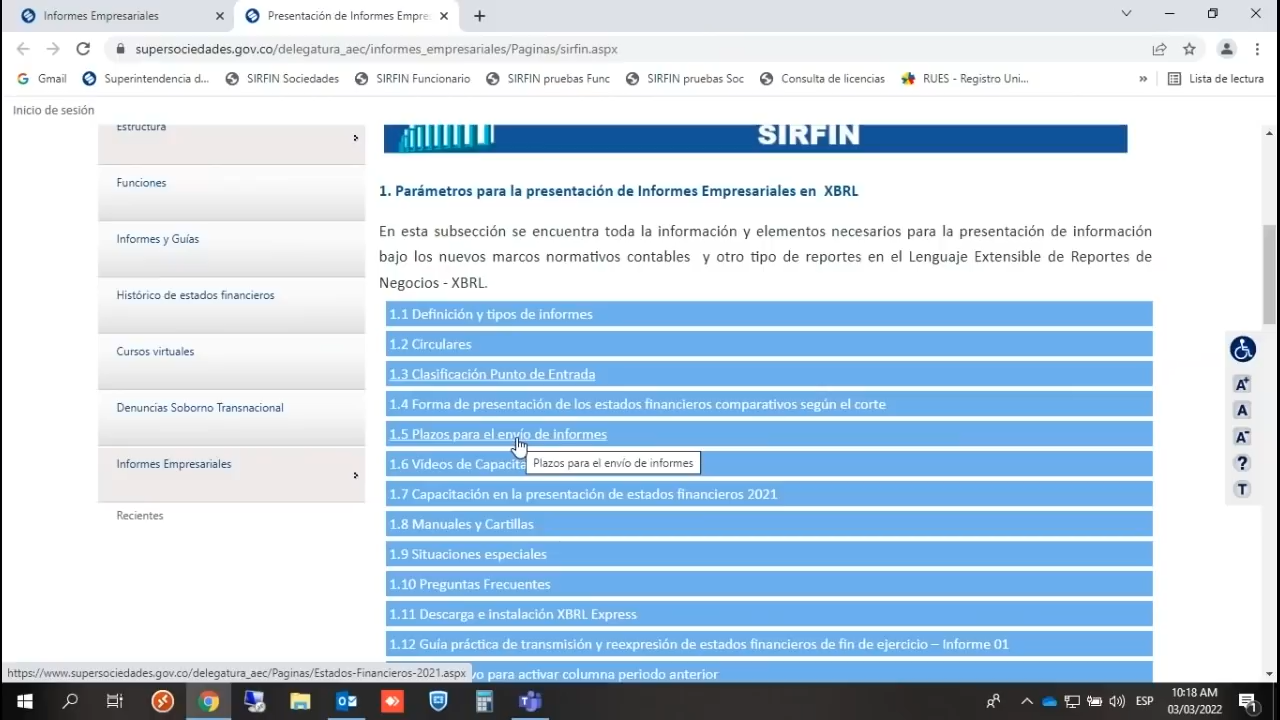 Informes Empresariales
Presentación de Informes Empre
supersociedades.gov.co/delegatura_aec/informes_empresariales/Paginas/sirfin.aspx
Gmail
Superintendencia d...
SIRFIN Sociedades
SIRFIN Funcionario
SIRFIN pruebas Func
SIRFIN pruebas Soc
Consulta de licencias
RUES - Registro Uni...
»
Lista de lectura
Inicio de sesión
Estructura
Funciones
Informes y Guías
Histórico de estados financieros
Cursos virtuales
Denuncias Soborno Transnacional
Informes Empresariales
Recientes
SIRFIN
1. Parámetros para la presentación de Informes Empresariales en XBRL
En esta subsección se encuentra toda la información y elementos necesarios para la presentación de información
bajo los nuevos marcos normativos contables y otro tipo de reportes en el Lenguaje Extensible de Reportes de
Negocios - XBRL.
1.1 Definición y tipos de informes
1.2 Circulares
1.3 Clasificación Punto de Entrada
1.4 Forma de presentación de los estados financieros comparativos según el corte
1.5 Plazos para el envío de informes
Plazos para el envío de informes
1.6 Videos de Capacita
1.7 Capacitación en la presentación de estados financieros 2021
1.8 Manuales y Cartillas
1.9 Situaciones especiales
1.10 Preguntas Frecuentes
1.11 Descarga e instalación XBRL Express
1.12 Guía práctica de transmisión y reexpresión de estados financieros de fin de ejercicio – Informe 01
vo para activar columna periodo anterior
A+
A
A-
?
T
https://www.supersociedades.gov.co/delegatura_aec/Paginas/Estados-Financieros-2021.aspx
ESP
10:18 AM
03/03/2022
1